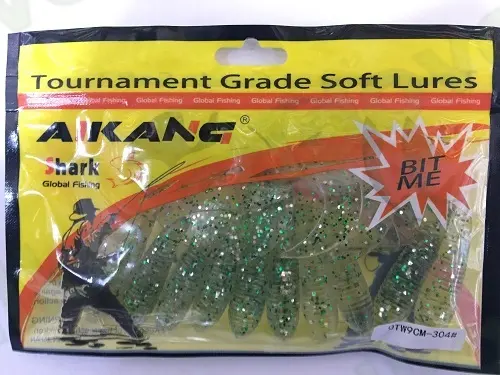 Tournament Grade Soft Lures
Global Fishing Global Fishing Global Fishing Global Fishing Global Fishing Global Fishing Global Fishing
AIKANG®
Shark
Global Fishing
BIT
ME
GTW9CM-304#